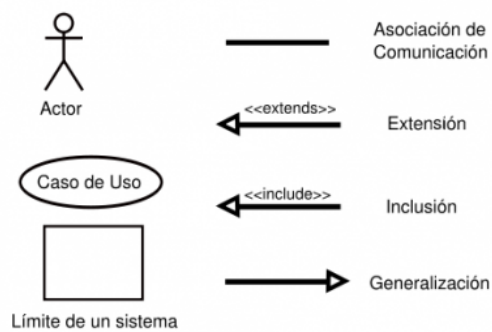 Actor
Caso de Uso
Límite de un sistema
Asociación de
Comunicación
<<extends>>
Extensión
<<include>>
Inclusión
Generalización